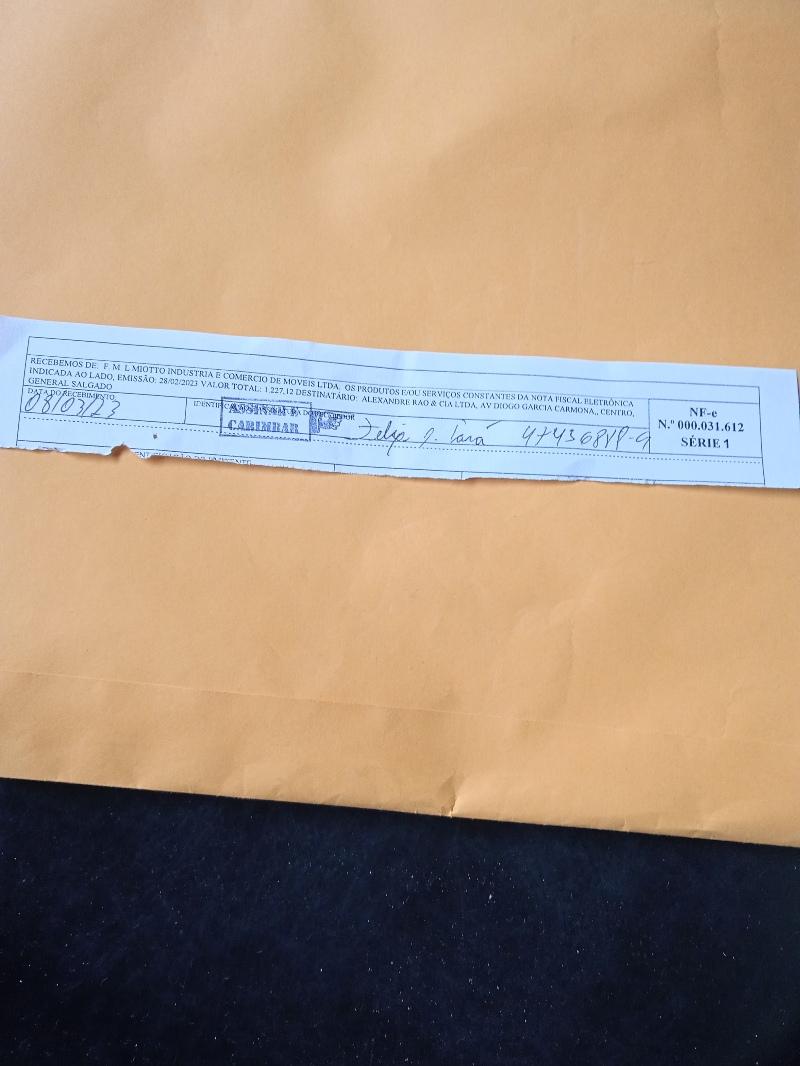 RECEBEMOS DE. F. M. L MIOTTO INDUSTRIA E COMERCIO DE MOVEIS LTDA. OS PRODUTOS E/OU SERVIÇOS CONSTANTES DA NOTA FISCAL ELETRÔNICA
INDICADA AO LADO, EMISSÃO: 28/02/2023 VALOR TOTAL: 1.227,12 DESTINATÁRIO: ALEXANDRE RAO & CIA LTDA, AV DIOGO GARCIA CARMONA,, CENTRO,
GENERAL SALGADO
DATA DO RECEBIMENTO
08/03/23
ASSINAR E
CARIMBAR
NF-e
N.º 000.031.612
SÉRIE 1